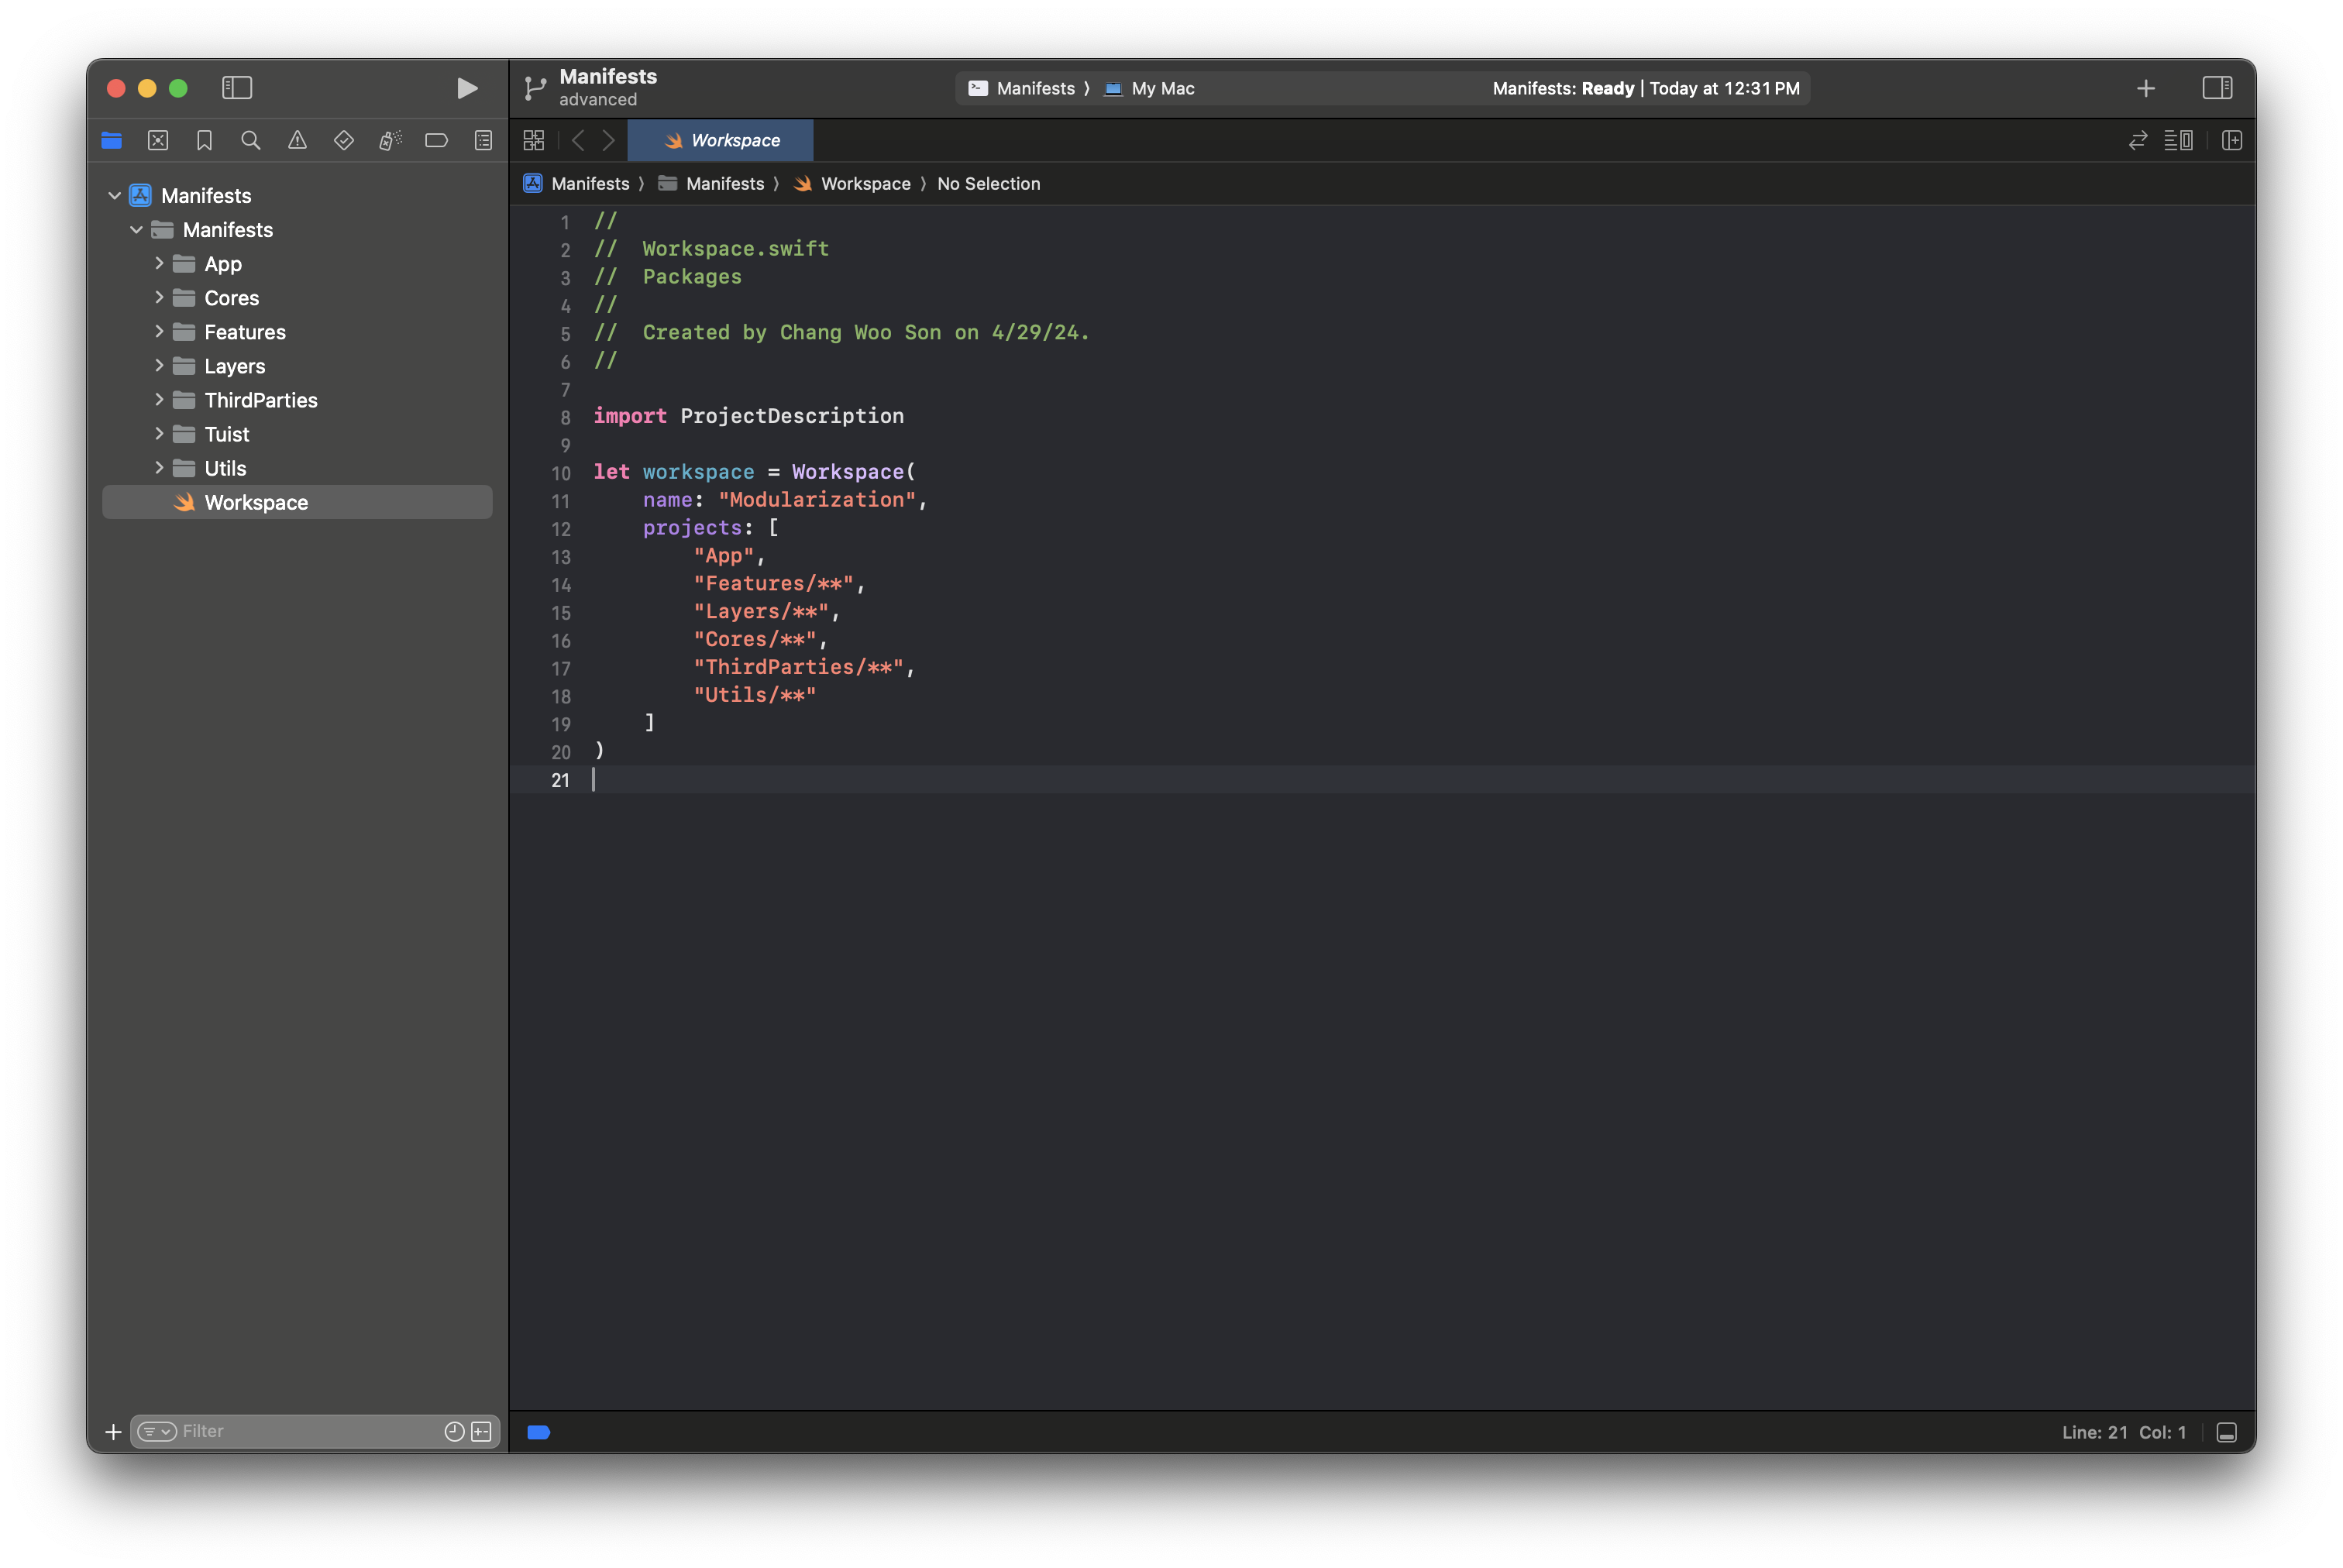 Manifests
advanced
Manifests 〉 My Mac
Manifests: Ready | Today at 12:31 PM
Workspace
Manifests 〉 Manifests 〉 Workspace 〉 No Selection
Manifests
Manifests
App
Cores
Features
Layers
ThirdParties
Tuist
Utils
Workspace
1 //
2 //  Workspace.swift
3 //  Packages
4 //
5 //  Created by Chang Woo Son on 4/29/24.
6 //
7
8 import ProjectDescription
9
10 let workspace = Workspace(
11     name: "Modularization",
12     projects: [
13         "App",
14         "Features/**",
15         "Layers/**",
16         "Cores/**",
17         "ThirdParties/**",
18         "Utils/**"
19     ]
20 )
21
Filter
Line: 21 Col: 1